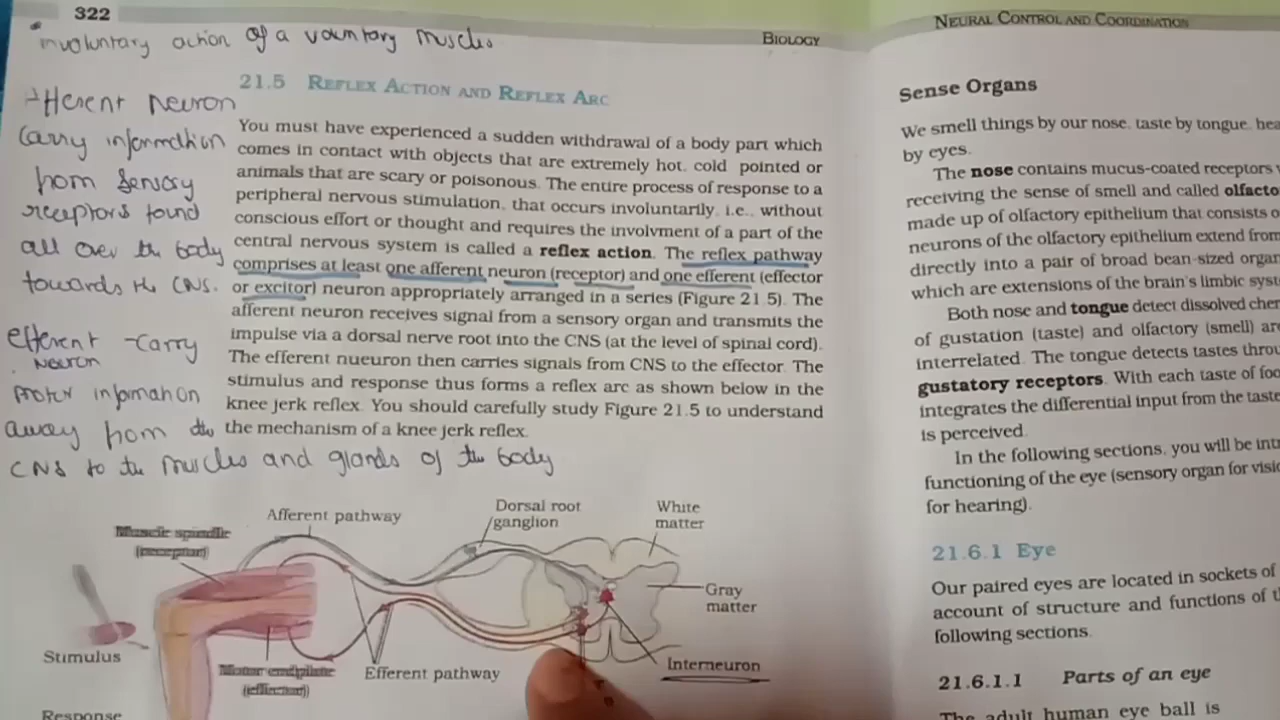 322
involuntary action of a voluntary muscles
BIOLOGY
21.5 REFLEX ACTION AND REFLEX ARC
Afferent Neuron
carry information
from sensory
receptors found
all over the body
towards the CNS.
efferent - carry
Neuron
motor information
away from the
CNS to the muscles and glands of the body
You must have experienced a sudden withdrawal of a body part which
comes in contact with objects that are extremely hot, cold pointed or
animals that are scary or poisonous. The entire process of response to a
peripheral nervous stimulation, that occurs involuntarily, i.e., without
conscious effort or thought and requires the involvment of a part of the
central nervous system is called a reflex action. The reflex pathway
comprises at least one afferent neuron (receptor) and one efferent (effector
or excitor) neuron appropriately arranged in a series (Figure 21.5). The
afferent neuron receives signal from a sensory organ and transmits the
impulse via a dorsal nerve root into the CNS (at the level of spinal cord).
The efferent nueuron then carries signals from CNS to the effector. The
stimulus and response thus forms a reflex arc as shown below in the
knee jerk reflex. You should carefully study Figure 21.5 to understand
the mechanism of a knee jerk reflex.
Afferent pathway
Dorsal root
ganglion
White
matter
Muscle spindle
(receptor)
Gray
matter
Stimulus
Motor endplate
(effector)
Efferent pathway
Interneuron
Response
NEURAL CONTROL AND COORDINATION
Sense Organs
We smell things by our nose, taste by tongue,
by eyes.
The nose contains mucus-coated receptors
receiving the sense of smell and called
made up of olfactory epithelium that consists
neurons of the olfactory epithelium extend from
directly into a pair of broad bean-sized
which are extensions of the brain's limbic
Both nose and tongue detect dissolved
of gustation (taste) and olfactory (smell) are
interrelated. The tongue detects tastes
gustatory receptors. With each taste of
integrates the differential input from the
is perceived.
In the following sections, you will be
functioning of the eye (sensory organ for
for hearing).
21.6.1 Eye
Our paired eyes are located in sockets of
account of structure and functions of
following sections.
21.6.1.1 Parts of an eye
The adult human eye ball is